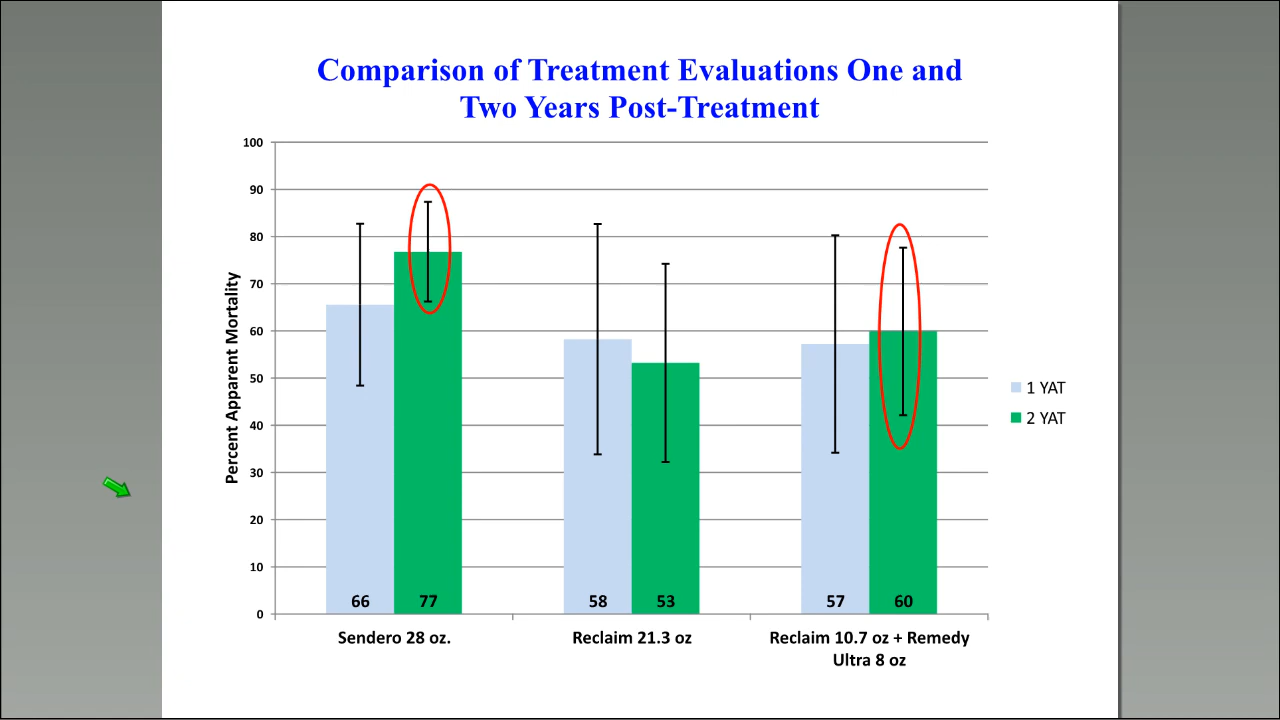 Comparison of Treatment Evaluations One and
Two Years Post-Treatment
Percent Apparent Mortality
100
90
80
70
60
50
40
30
20
10
0
66
77
58
53
57
60
Sendero 28 oz.
Reclaim 21.3 oz
Reclaim 10.7 oz + Remedy
Ultra 8 oz
1 YAT
2 YAT